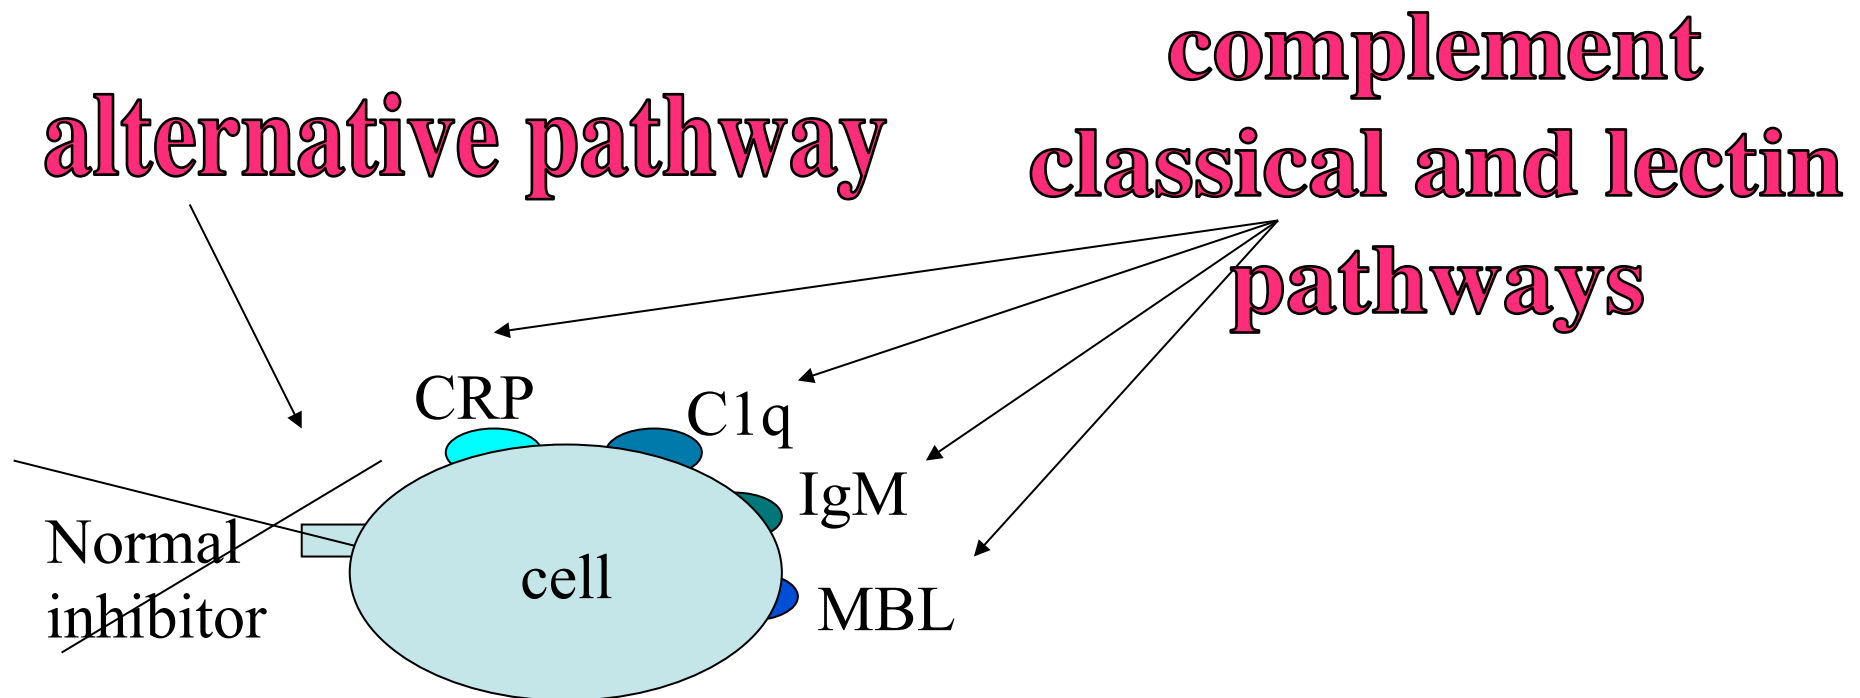 alternative pathway
complement
classical and lectin
pathways
CRP
C1q
IgM
Normal
inhibitor
cell
MBL